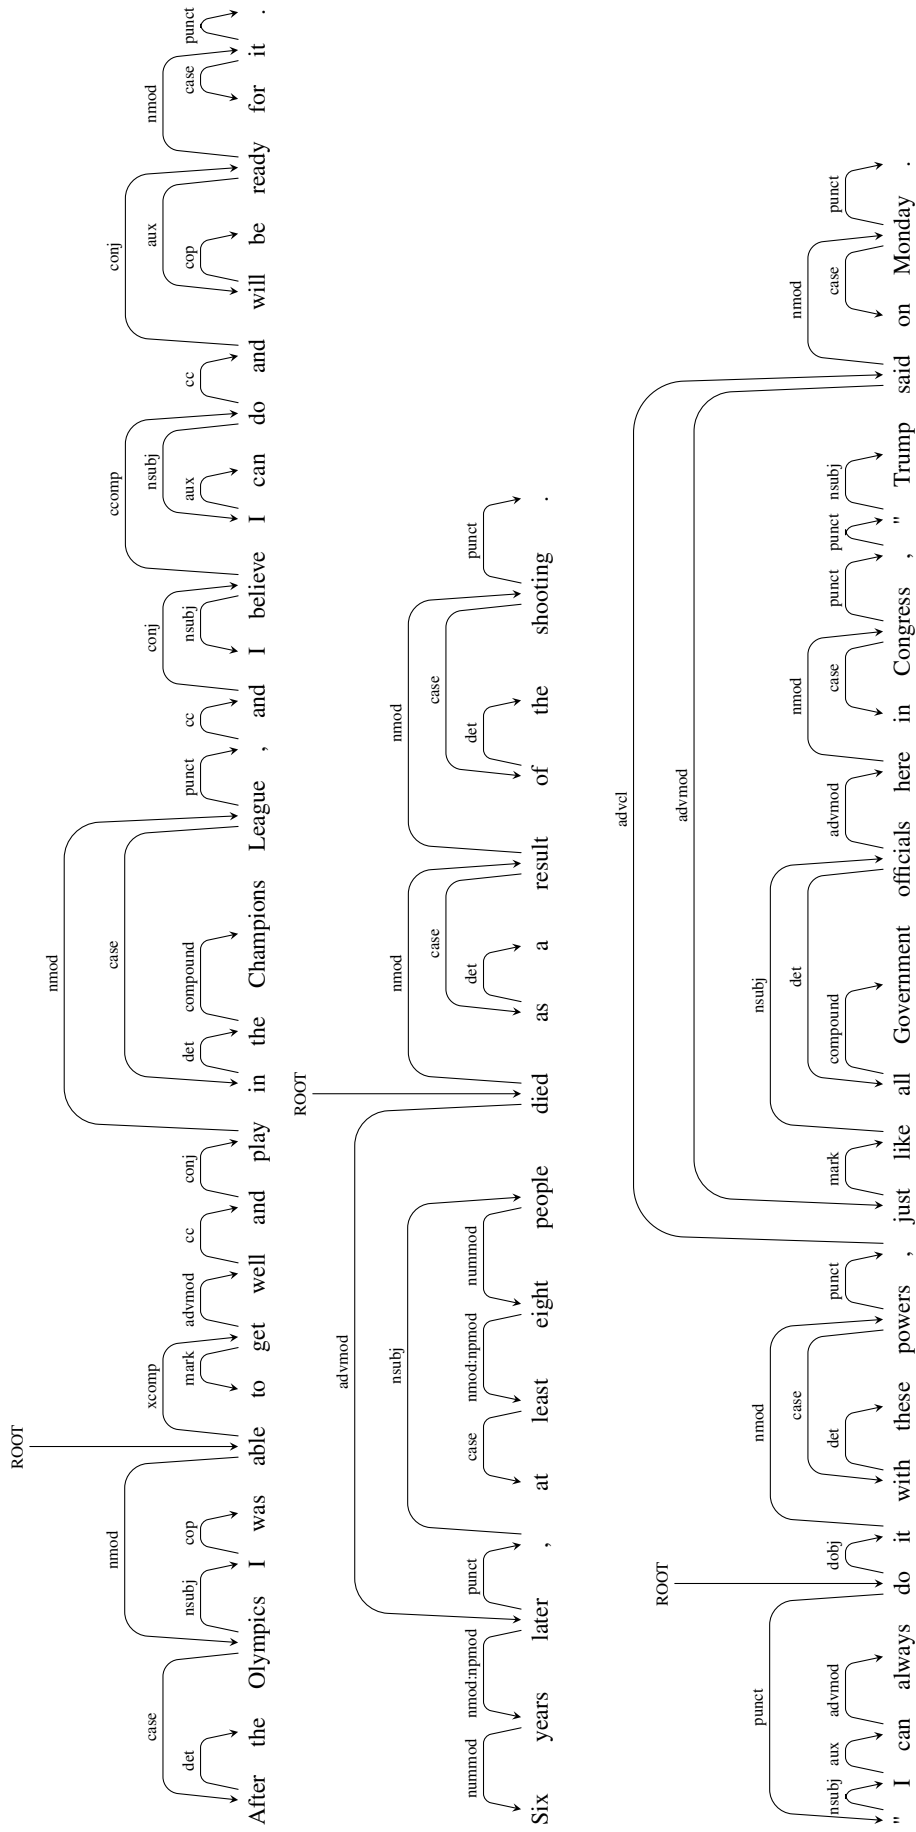 ROOT
nmod
nmod
case
xcomp
case
conj
ccomp
nsubj
conj
aux
nmod
det
nsubj
cop
mark
advmod
cc
conj
det
compound
punct
cc
nsubj
aux
cc
cop
case
punct
After the Olympics I was able to get well and play in the Champions League , and I believe I can do and will be ready for it .
ROOT
advmod
nsubj
nmod
nmod
case
case
nummod
nmod:npmod
punct
case
nmod:npmod
nummod
det
det
punct
Six years later , at least eight people died as a result of the shooting .
advcl
ROOT
advmod
punct
nmod
nsubj
case
det
nmod
nmod
nsubj
aux
advmod
dobj
det
punct
mark
compound
advmod
case
punct
punct
nsubj
case
punct
" I can always do it with these powers , just like all Government officials here in Congress , " Trump said on Monday .